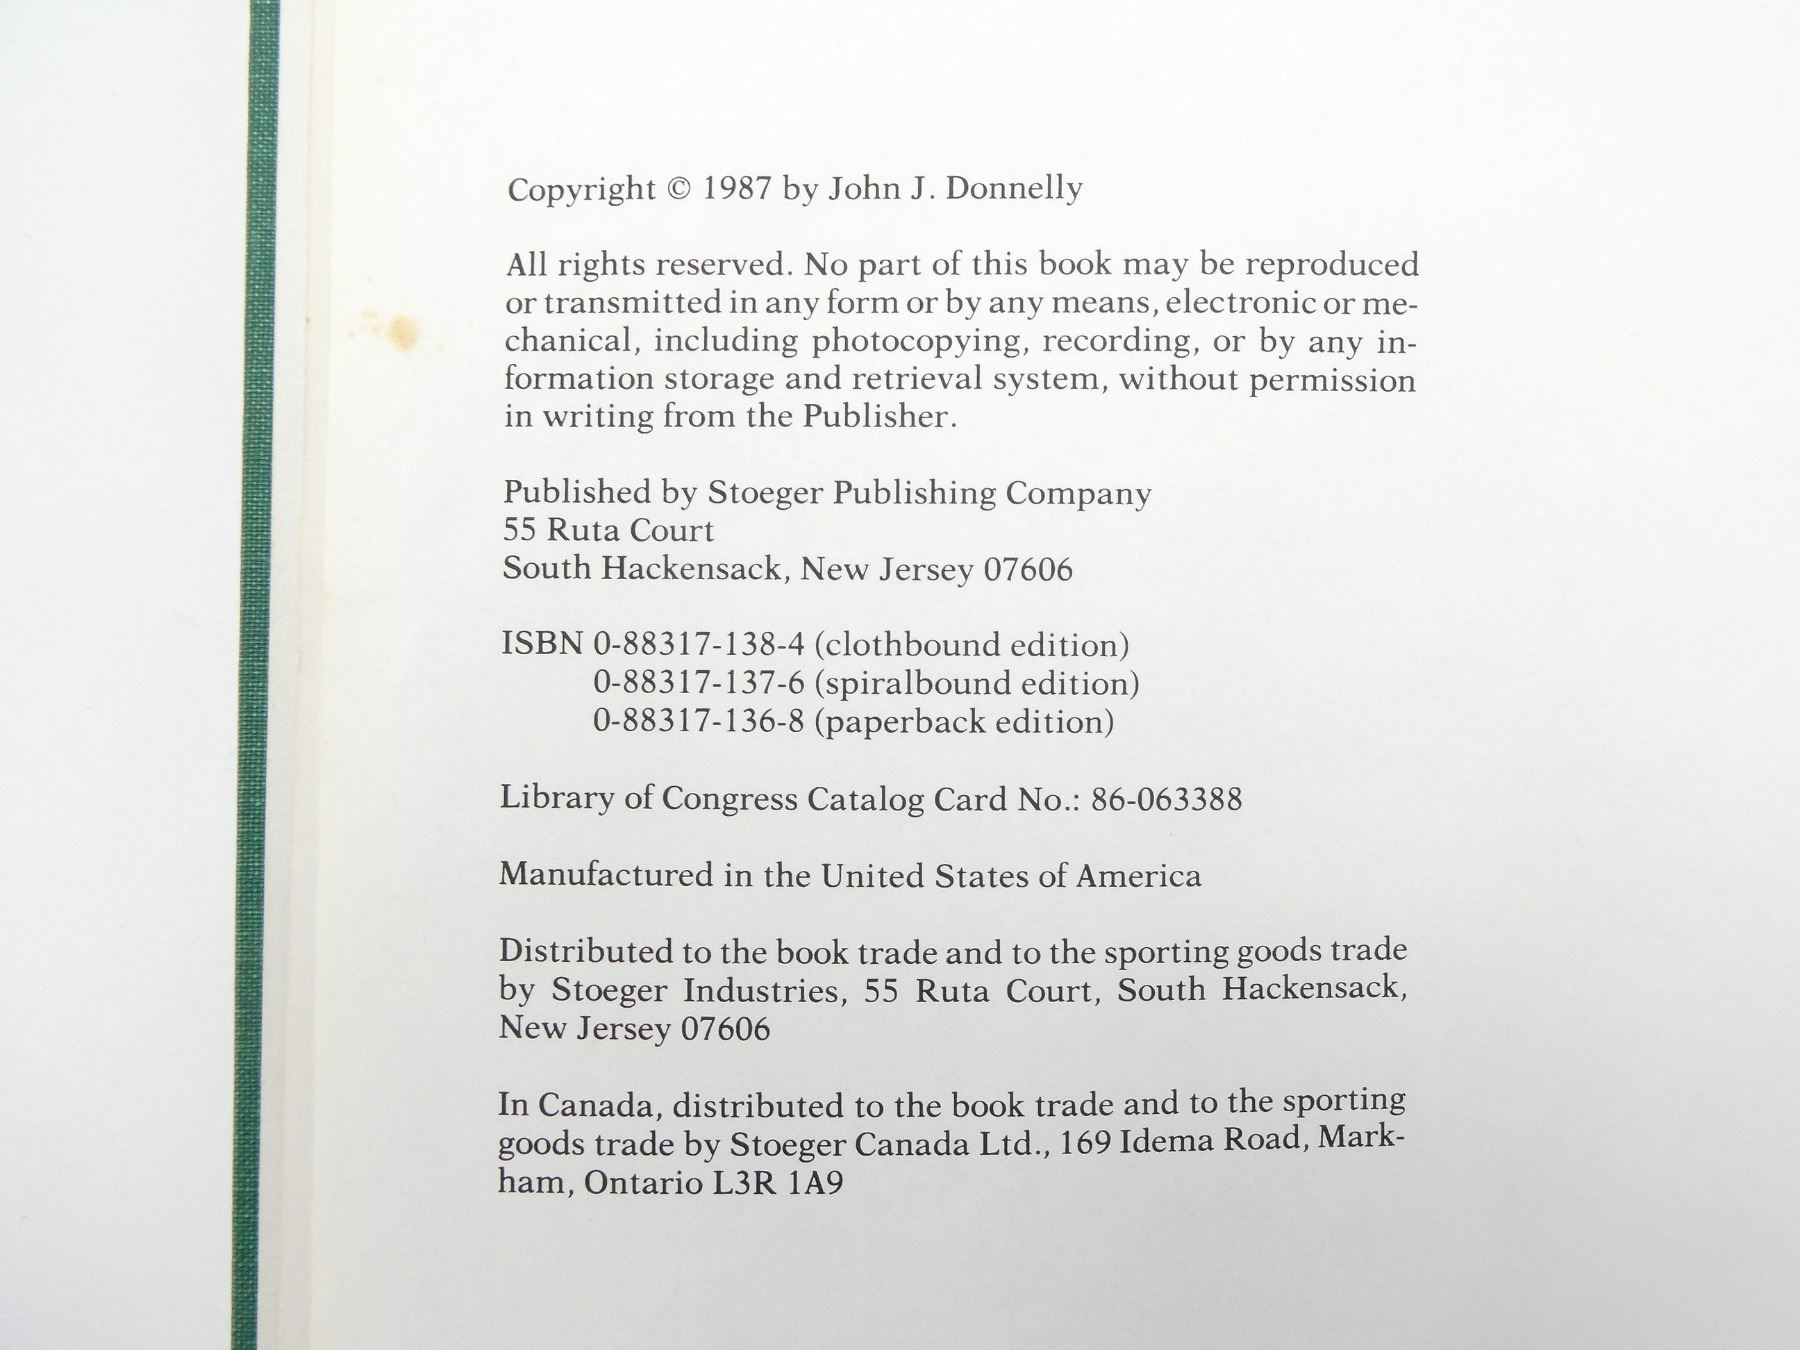 Copyright © 1987 by John J. Donnelly
All rights reserved. No part of this book may be reproduced
or transmitted in any form or by any means, electronic or me-
chanical, including photocopying, recording, or by any in-
formation storage and retrieval system, without permission
in writing from the Publisher.
Published by Stoeger Publishing Company
55 Ruta Court
South Hackensack, New Jersey 07606
ISBN 0-88317-138-4 (clothbound edition)
0-88317-137-6 (spiralbound edition)
0-88317-136-8 (paperback edition)
Library of Congress Catalog Card No.: 86-063388
Manufactured in the United States of America
Distributed to the book trade and to the sporting goods trade
by Stoeger Industries, 55 Ruta Court, South Hackensack,
New Jersey 07606
In Canada, distributed to the book trade and to the sporting
goods trade by Stoeger Canada Ltd., 169 Idema Road, Mark-
ham, Ontario L3R 1A9